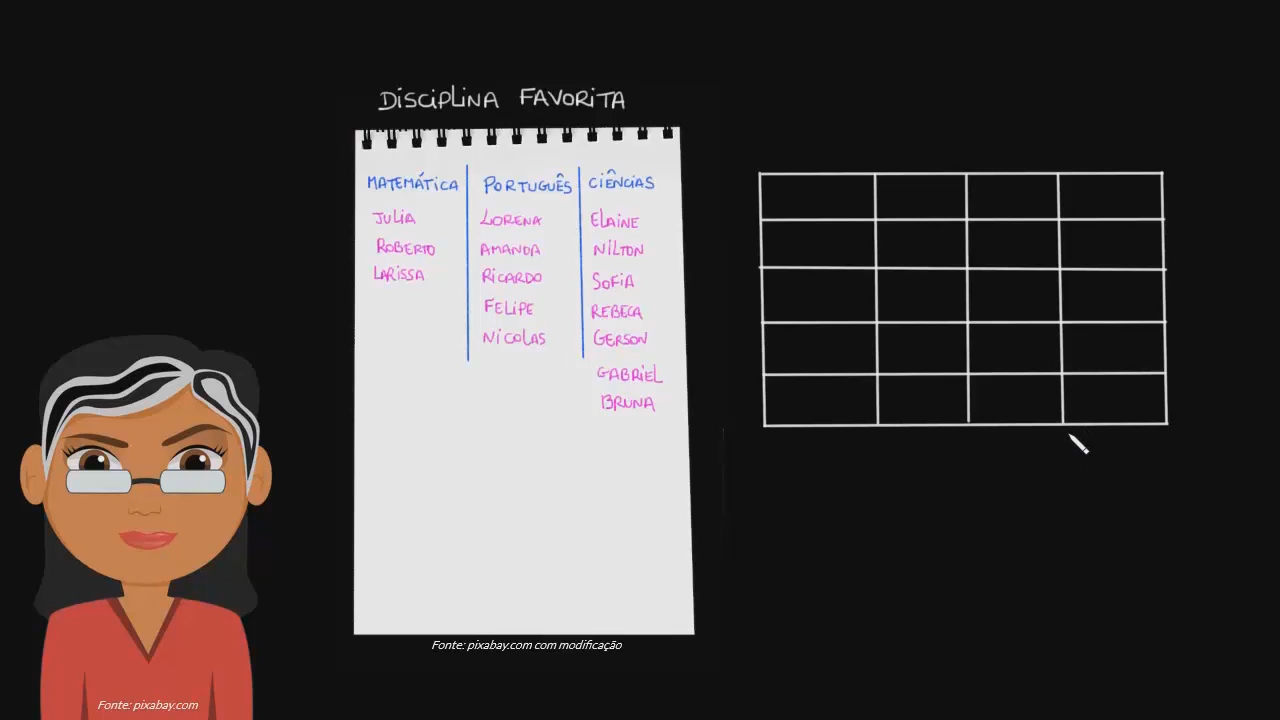 DISCIPLINA FAVORITA
MATEMÁTICA PORTUGUÊS CIÊNCIAS
JULIA LORENA ELAINE
ROBERTO AMANDA NILTON
LARISSA RICARDO SOFIA
FELIPE REBECA
NICOLAS GERSON
GABRIEL
BRUNA
Fonte: pixabay.com com modificação
Fonte: pixabay.com